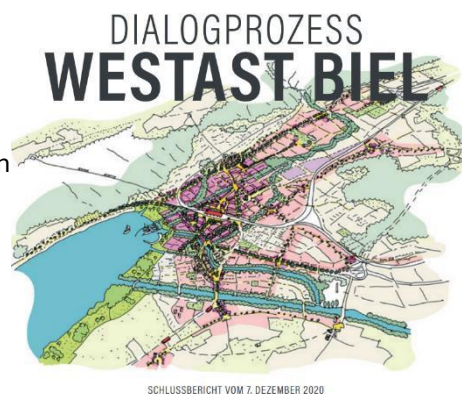 DIALOGPROZESS
WESTAST BIEL
n
SCHLUSSBERICHT VOM 7. DEZEMBER 2020